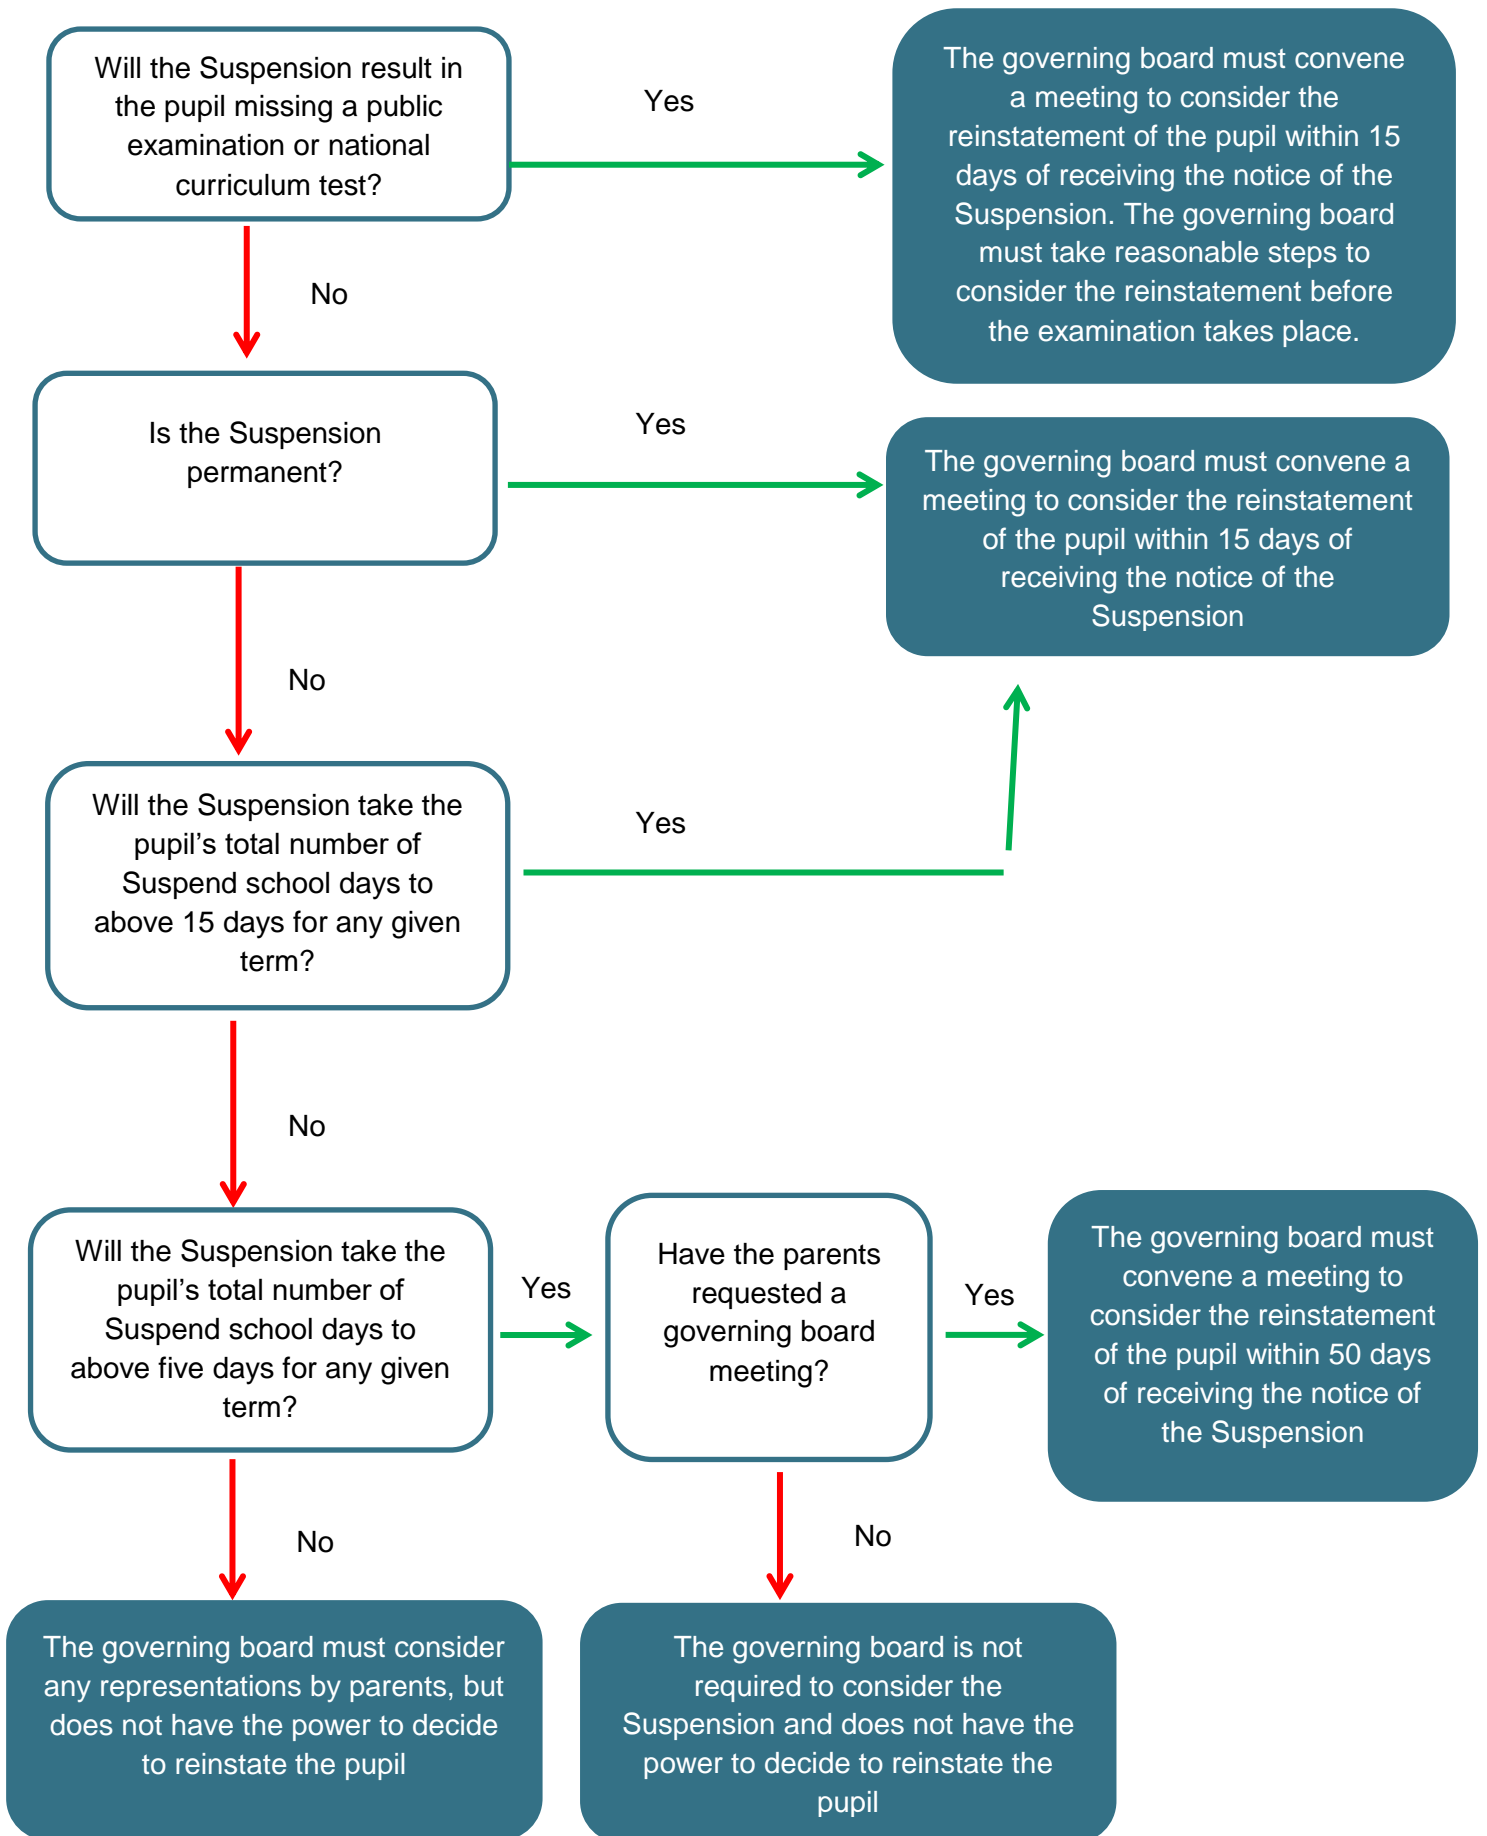 Will the Suspension result in
the pupil missing a public
examination or national
curriculum test?
Yes
The governing board must convene
a meeting to consider the
reinstatement of the pupil within 15
days of receiving the notice of the
Suspension. The governing board
must take reasonable steps to
consider the reinstatement before
the examination takes place.
No
Is the Suspension
permanent?
Yes
The governing board must convene a
meeting to consider the reinstatement
of the pupil within 15 days of
receiving the notice of the
Suspension
No
Will the Suspension take the
pupil’s total number of
Suspend school days to
above 15 days for any given
term?
Yes
No
Will the Suspension take the
pupil’s total number of
Suspend school days to
above five days for any given
term?
Yes
Have the parents
requested a
governing board
meeting?
Yes
The governing board must
convene a meeting to
consider the reinstatement
of the pupil within 50 days
of receiving the notice of
the Suspension
No
No
The governing board must consider
any representations by parents, but
does not have the power to decide
to reinstate the pupil
The governing board is not
required to consider the
Suspension and does not have the
power to decide to reinstate the
pupil